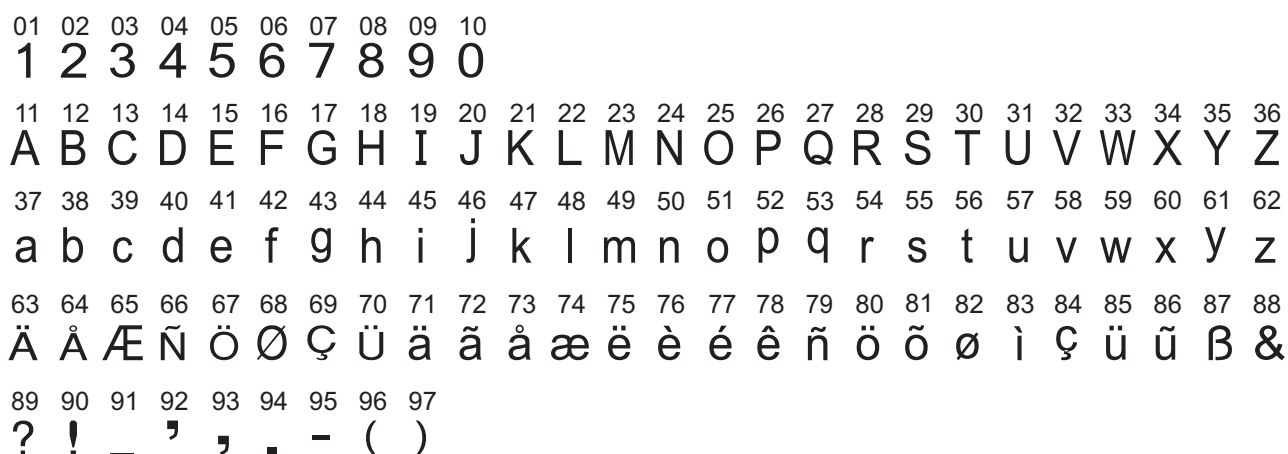 01 02 03 04 05 06 07 08 09 10
1 2 3 4 5 6 7 8 9 0
11 12 13 14 15 16 17 18 19 20 21 22 23 24 25 26 27 28 29 30 31 32 33 34 35 36
A B C D E F G H I J K L M N O P Q R S T U V W X Y Z
37 38 39 40 41 42 43 44 45 46 47 48 49 50 51 52 53 54 55 56 57 58 59 60 61 62
a b c d e f g h i j k l m n o p q r s t u v w x y z
63 64 65 66 67 68 69 70 71 72 73 74 75 76 77 78 79 80 81 82 83 84 85 86 87 88
Ä Å Æ Ñ Ö Ø Ç Ü ä ã å æ ë è é ê ñ ö õ ø ì ç ü ũ ß &
89 90 91 92 93 94 95 96 97
? ! _ ’ , . - ( )